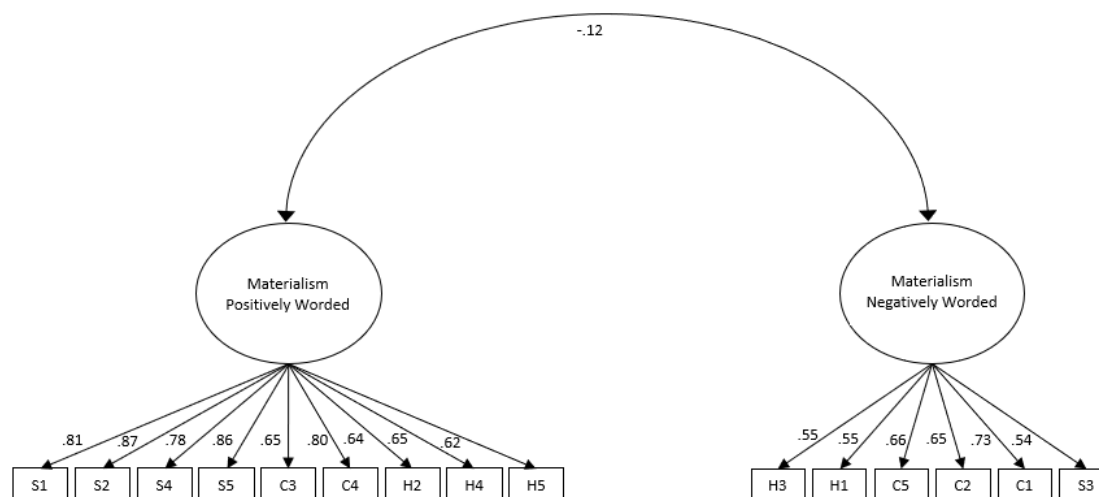 -.12
Materialism
Positively Worded
Materialism
Negatively Worded
.81 .87 .78 .86 .65 .80 .64 .65 .62
.55 .55 .66 .65 .73 .54
S1 S2 S4 S5 C3 C4 H2 H4 H5
H3 H1 C5 C2 C1 S3